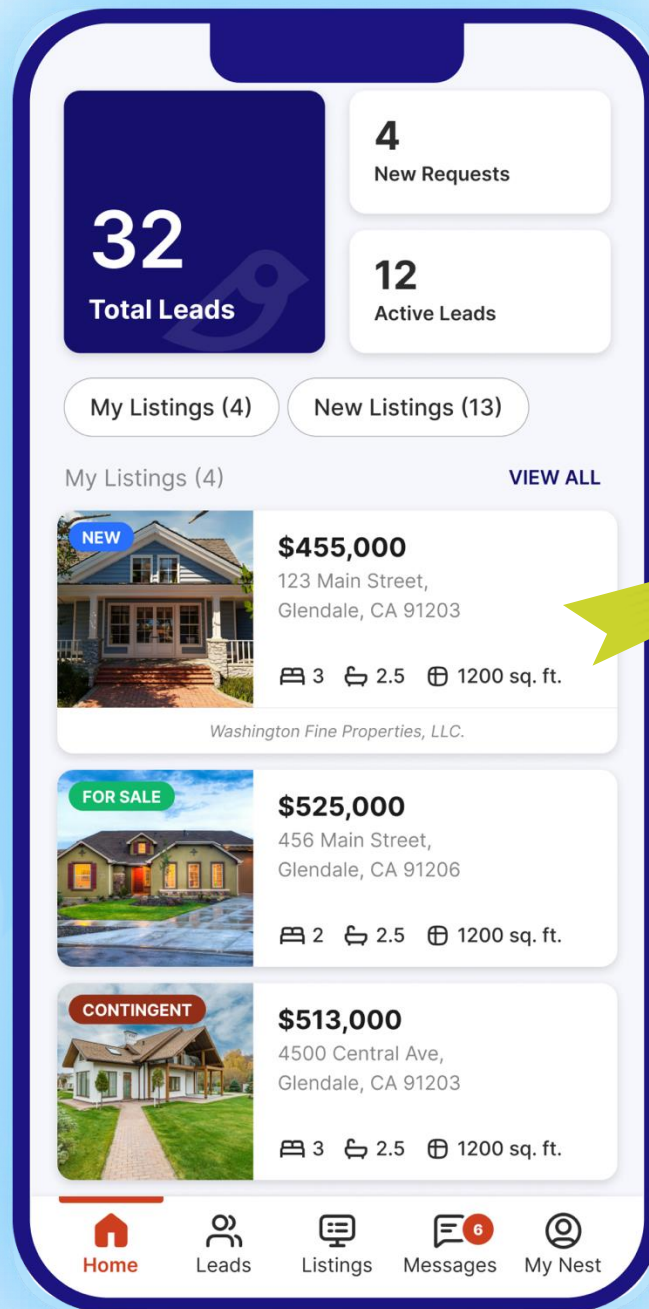 32
Total Leads
4
New Requests
12
Active Leads
My Listings (4)
New Listings (13)
My Listings (4)
VIEW ALL
NEW
$455,000
123 Main Street,
Glendale, CA 91203
3
2.5
1200 sq. ft.
Washington Fine Properties, LLC.
FOR SALE
$525,000
456 Main Street,
Glendale, CA 91206
2
2.5
1200 sq. ft.
CONTINGENT
$513,000
4500 Central Ave,
Glendale, CA 91203
3
2.5
1200 sq. ft.
6
Home
Leads
Listings
Messages
My Nest